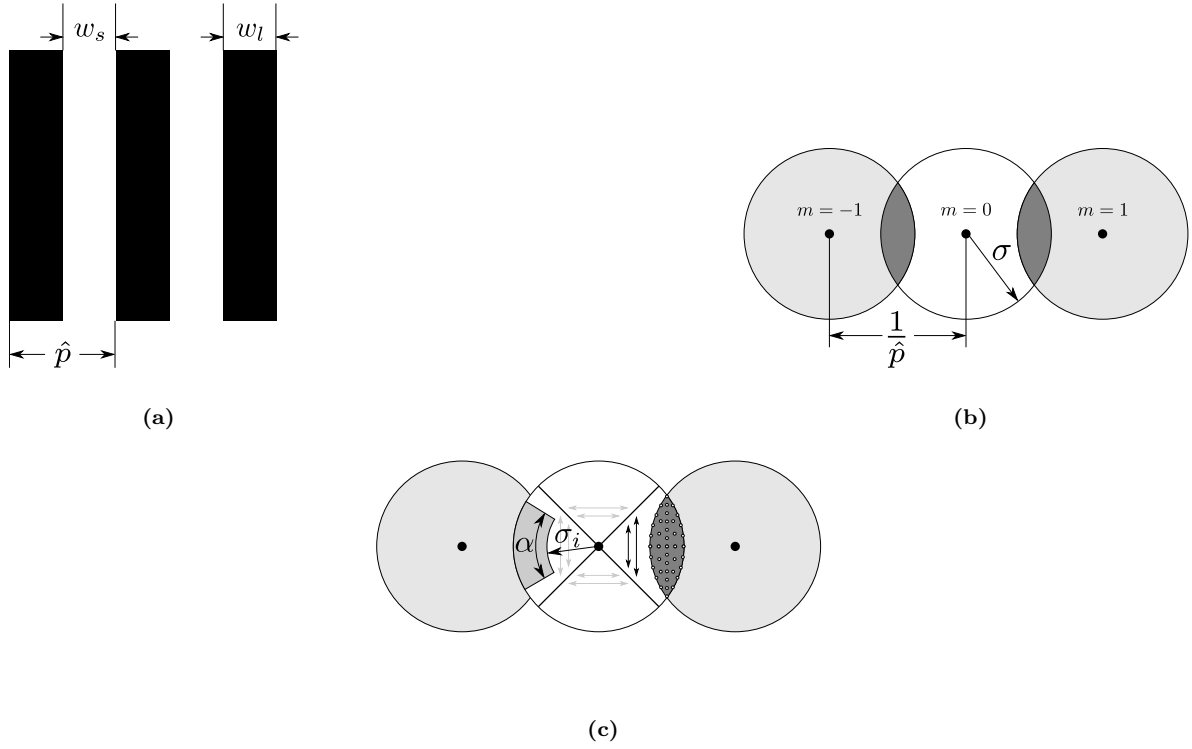 w_s
w_l
p̂
(a)
m = −1
m = 0
m = 1
σ
1
p̂
(b)
α
σ_i
(c)